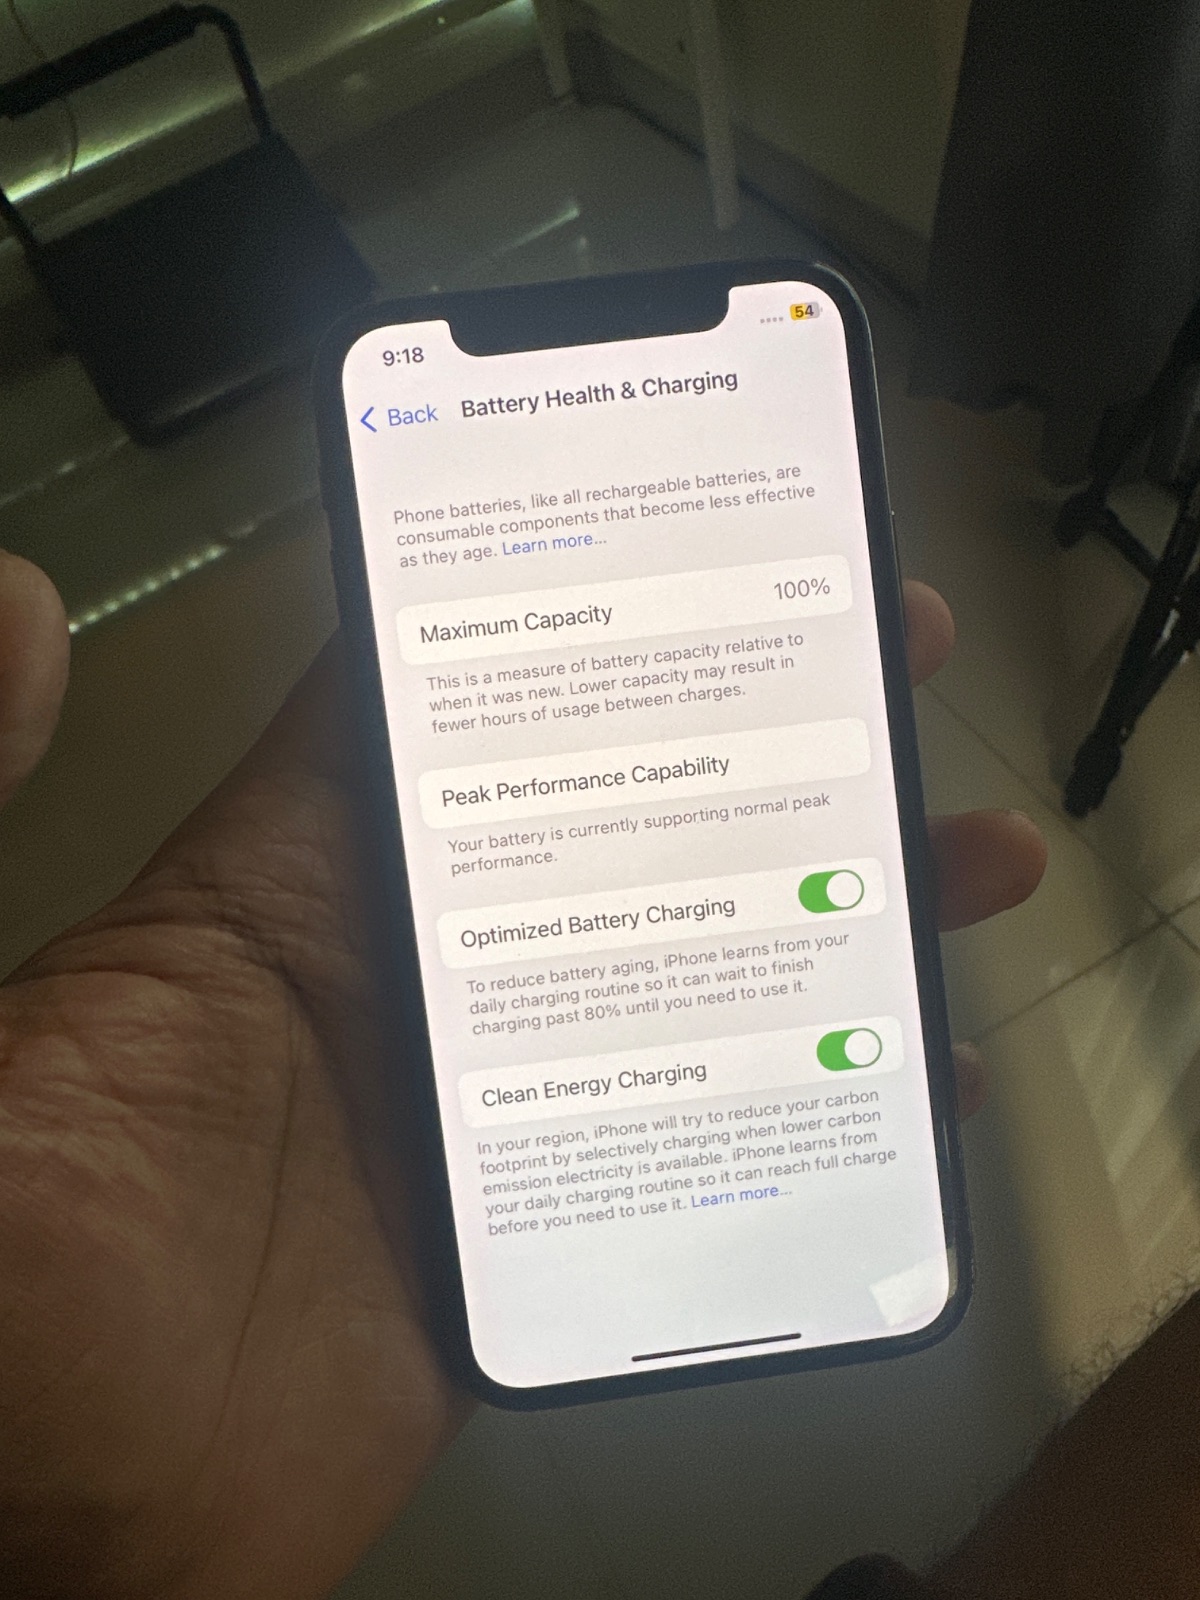 9:18
54
Back Battery Health & Charging
Phone batteries, like all rechargeable batteries, are
consumable components that become less effective
as they age. Learn more...
Maximum Capacity 100%
This is a measure of battery capacity relative to
when it was new. Lower capacity may result in
fewer hours of usage between charges.
Peak Performance Capability
Your battery is currently supporting normal peak
performance.
Optimized Battery Charging
To reduce battery aging, iPhone learns from your
daily charging routine so it can wait to finish
charging past 80% until you need to use it.
Clean Energy Charging
In your region, iPhone will try to reduce your carbon
footprint by selectively charging when lower carbon
emission electricity is available. iPhone learns from
your daily charging routine so it can reach full charge
before you need to use it. Learn more...